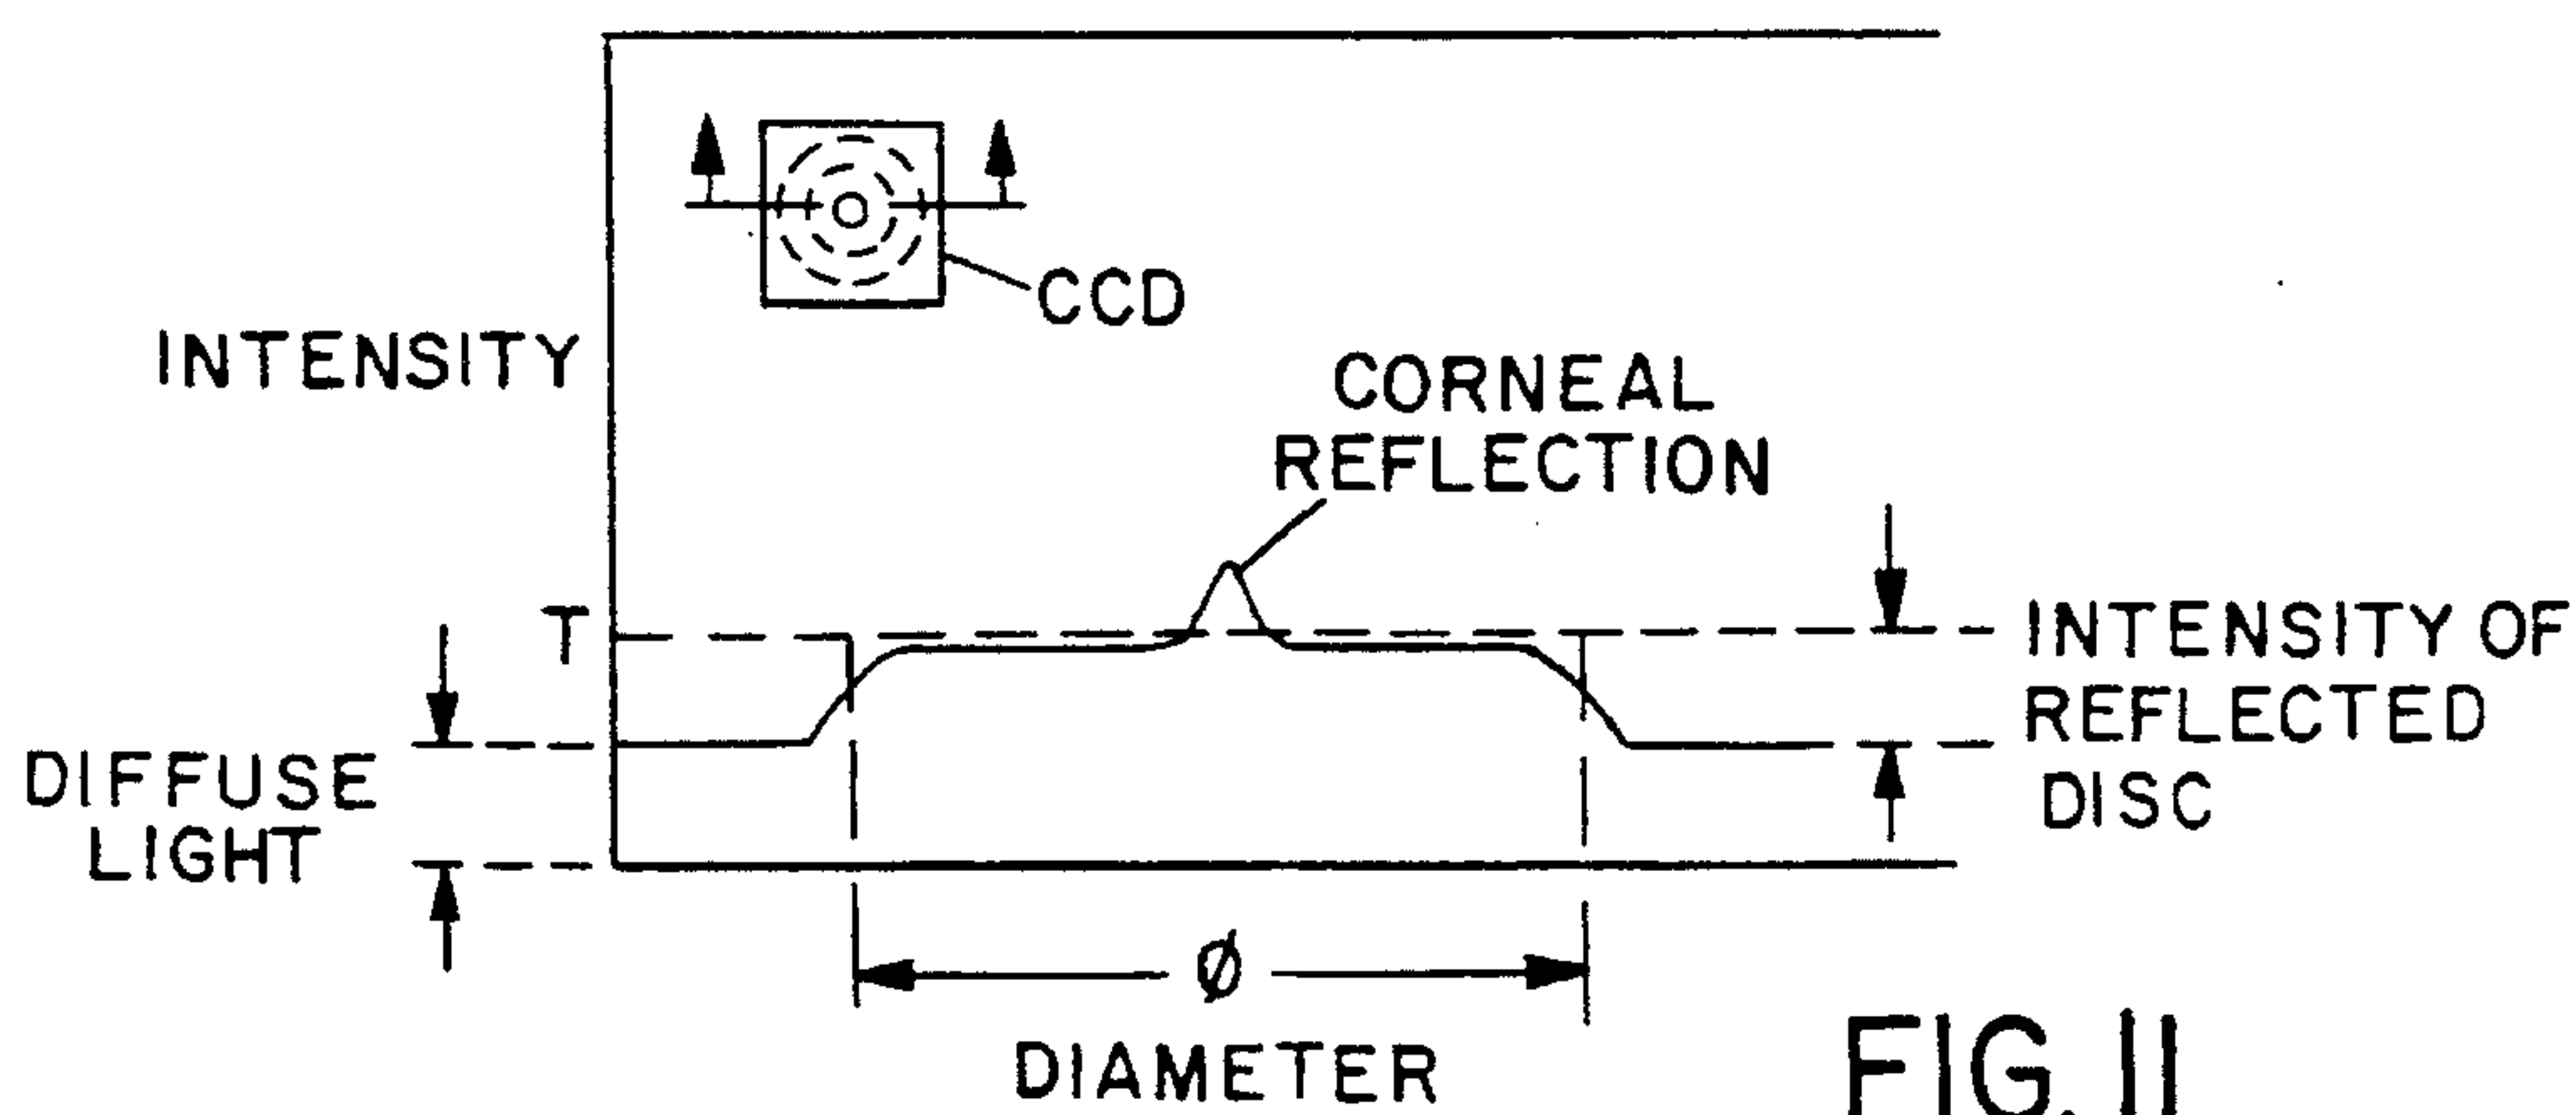 CCD
INTENSITY
CORNEAL
REFLECTION
T
INTENSITY OF
REFLECTED
DISC
DIFFUSE
LIGHT
Ø
DIAMETER
FIG. 11